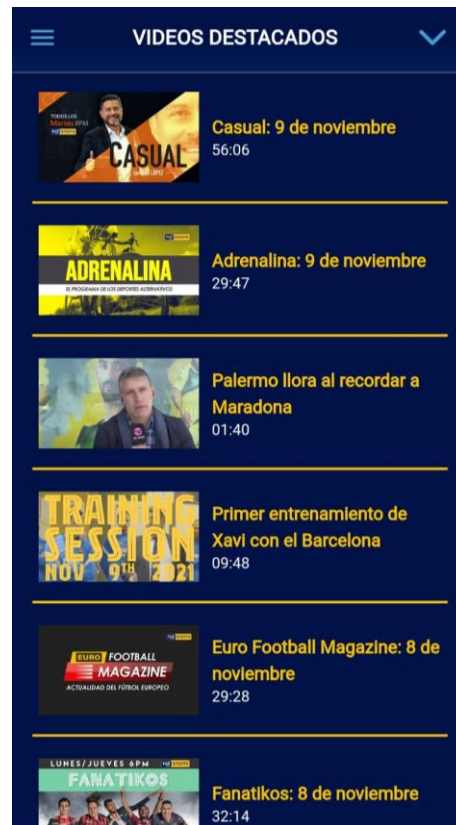 VIDEOS DESTACADOS
TODOS LOS
Martes 8PM
CASUAL
Casual: 9 de noviembre
56:06
ADRENALINA
EL PROGRAMA DE LOS DEPORTES ALTERNATIVOS
Adrenalina: 9 de noviembre
29:47
Palermo llora al recordar a
Maradona
01:40
TRAINING
SESSION
NOV 9TH 2021
Primer entrenamiento de
Xavi con el Barcelona
09:48
EURO FOOTBALL
MAGAZINE
ACTUALIDAD DEL FÚTBOL EUROPEO
Euro Football Magazine: 8 de
noviembre
29:28
LUNES/JUEVES 6PM
FANATIKOS
Fanatikos: 8 de noviembre
32:14